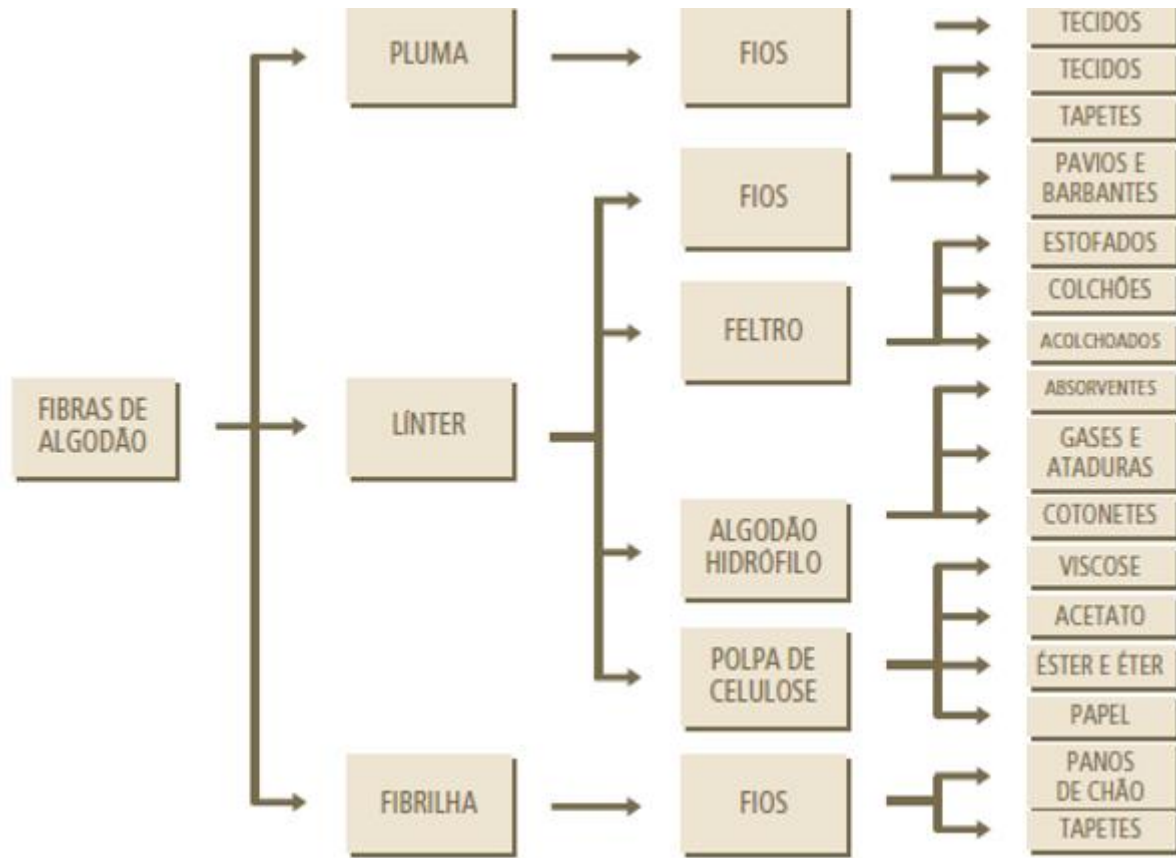 PLUMA
FIOS
TECIDOS
TECIDOS
TAPETES
FIOS
PAVIOS E
BARBANTES
ESTOFADOS
FELTRO
COLCHÕES
ACOLCHOADOS
FIBRAS DE
ALGODÃO
LÍNTER
ABSORVENTES
GASES E
ATADURAS
ALGODÃO
HIDRÓFILO
COTONETES
VISCOSE
ACETATO
POLPA DE
CELULOSE
ÉSTER E ÉTER
PAPEL
FIBRILHA
FIOS
PANOS
DE CHÃO
TAPETES